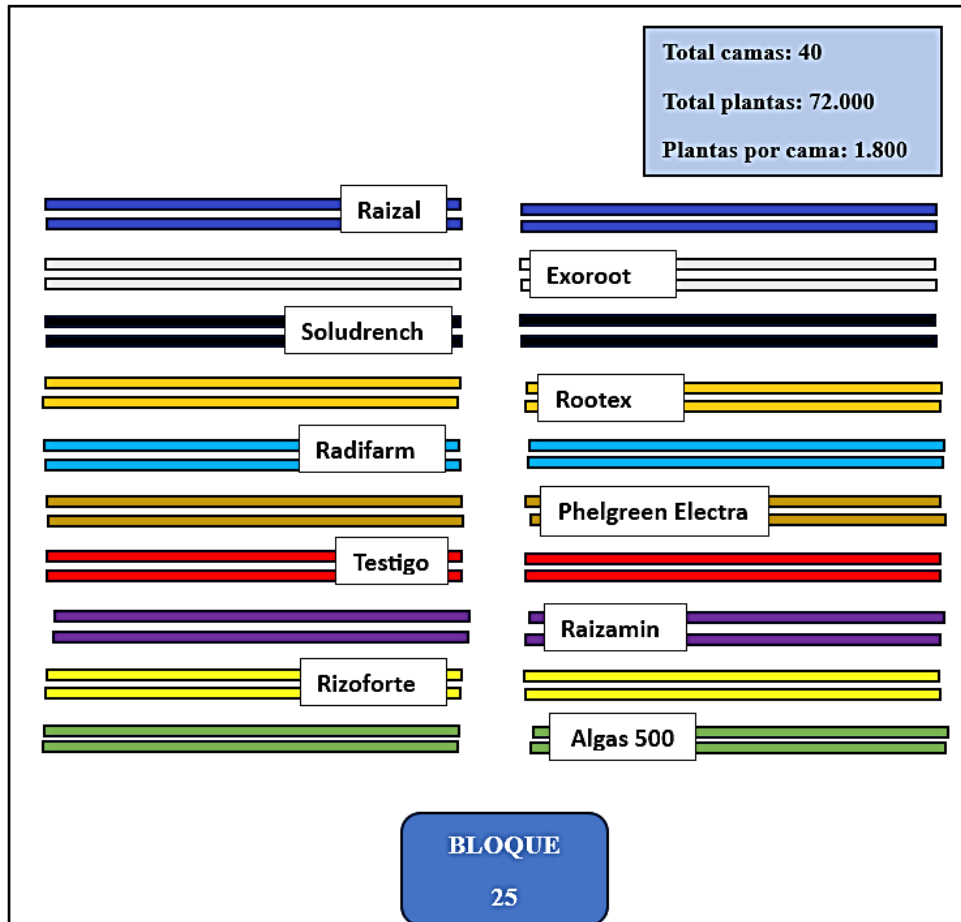 Total camas: 40
Total plantas: 72.000
Plantas por cama: 1.800
Raizal
Exoroot
Soludrench
Rootex
Radifarm
Phelgreen Electra
Testigo
Raizamin
Rizoforte
Algas 500
BLOQUE
25